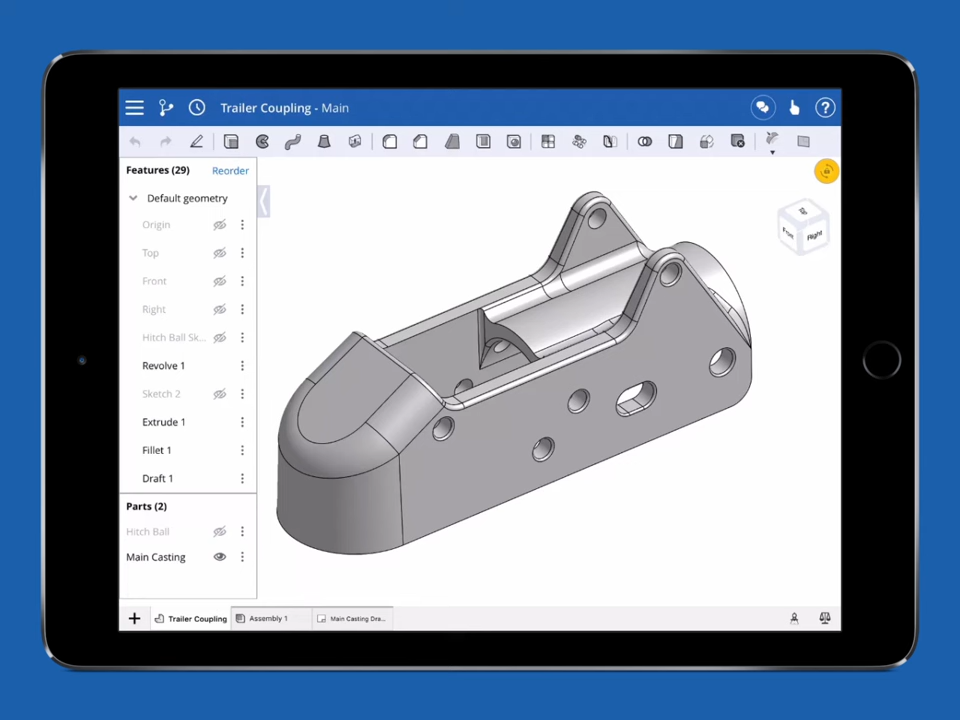 Trailer Coupling - Main
?
Features (29)
Reorder
Default geometry
Origin
Top
Front
Right
Hitch Ball Sk...
Revolve 1
Sketch 2
Extrude 1
Fillet 1
Draft 1
Parts (2)
Hitch Ball
Main Casting
Top
Front
Right
Trailer Coupling
Assembly 1
Main Casting Dra...